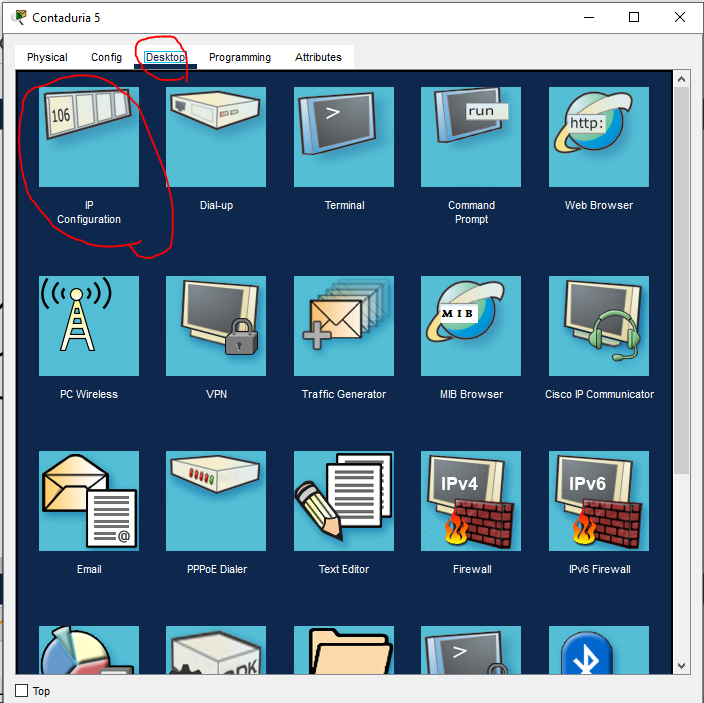 Contaduria 5
Physical Config Desktop Programming Attributes
106
run
http:
IP
Configuration
Dial-up
Terminal
Command
Prompt
Web Browser
MIB
PC Wireless
VPN
Traffic Generator
MIB Browser
Cisco IP Communicator
@
IPv4
IPv6
Email
PPPoE Dialer
Text Editor
Firewall
IPv6 Firewall
Top